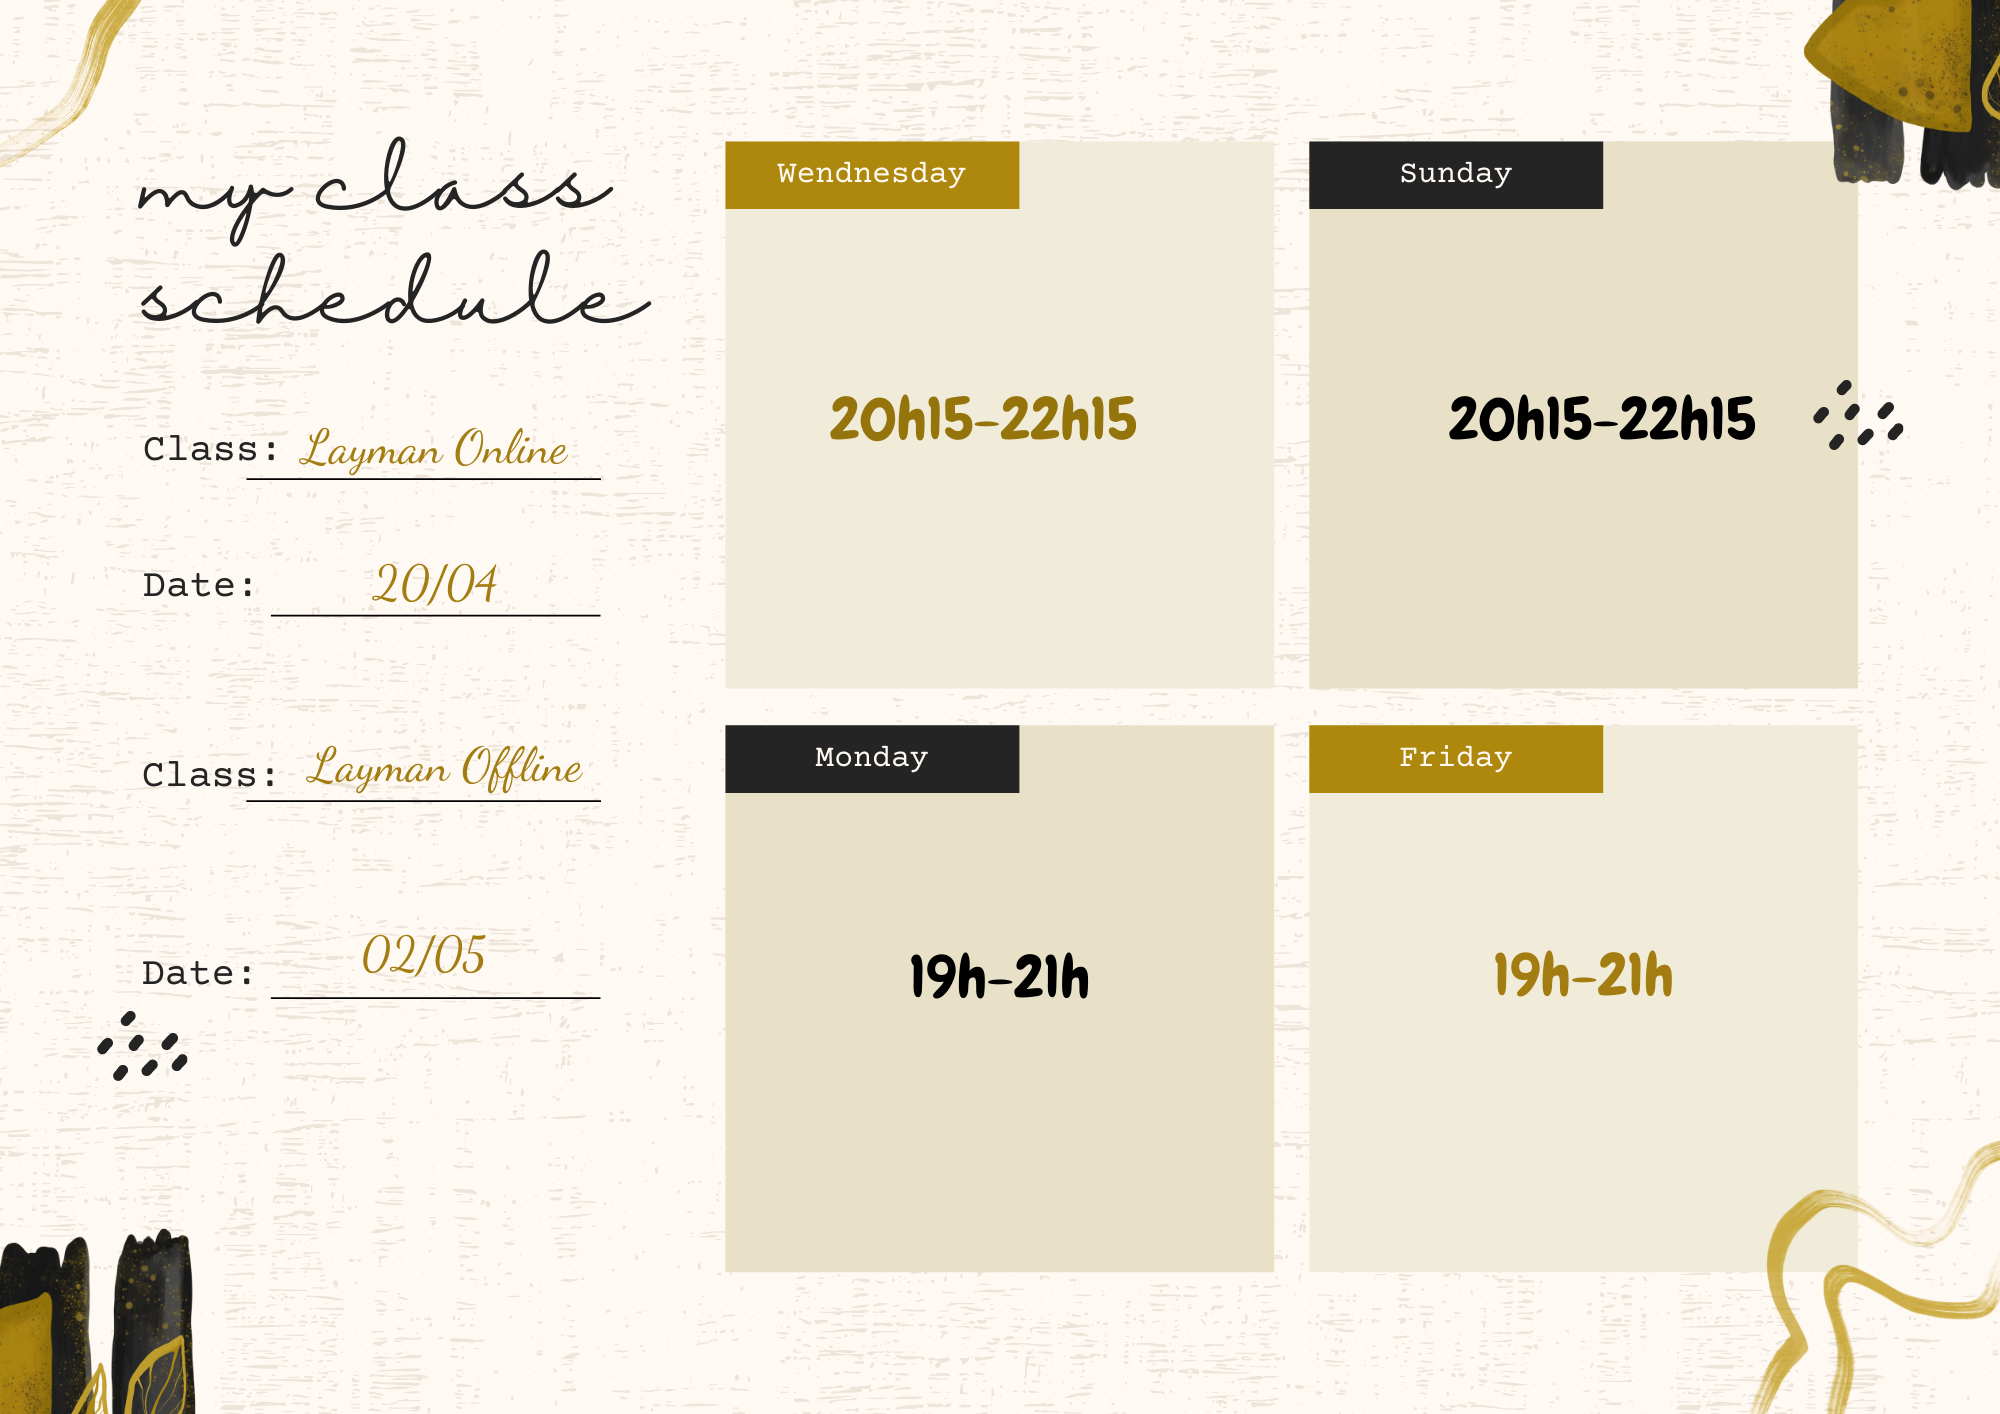 my class
schedule
Class: Layman Online
Date: 20/04
Class: Layman Offline
Date: 02/05
Wendnesday
20h15-22h15
Sunday
20h15-22h15
Monday
19h-21h
Friday
19h-21h